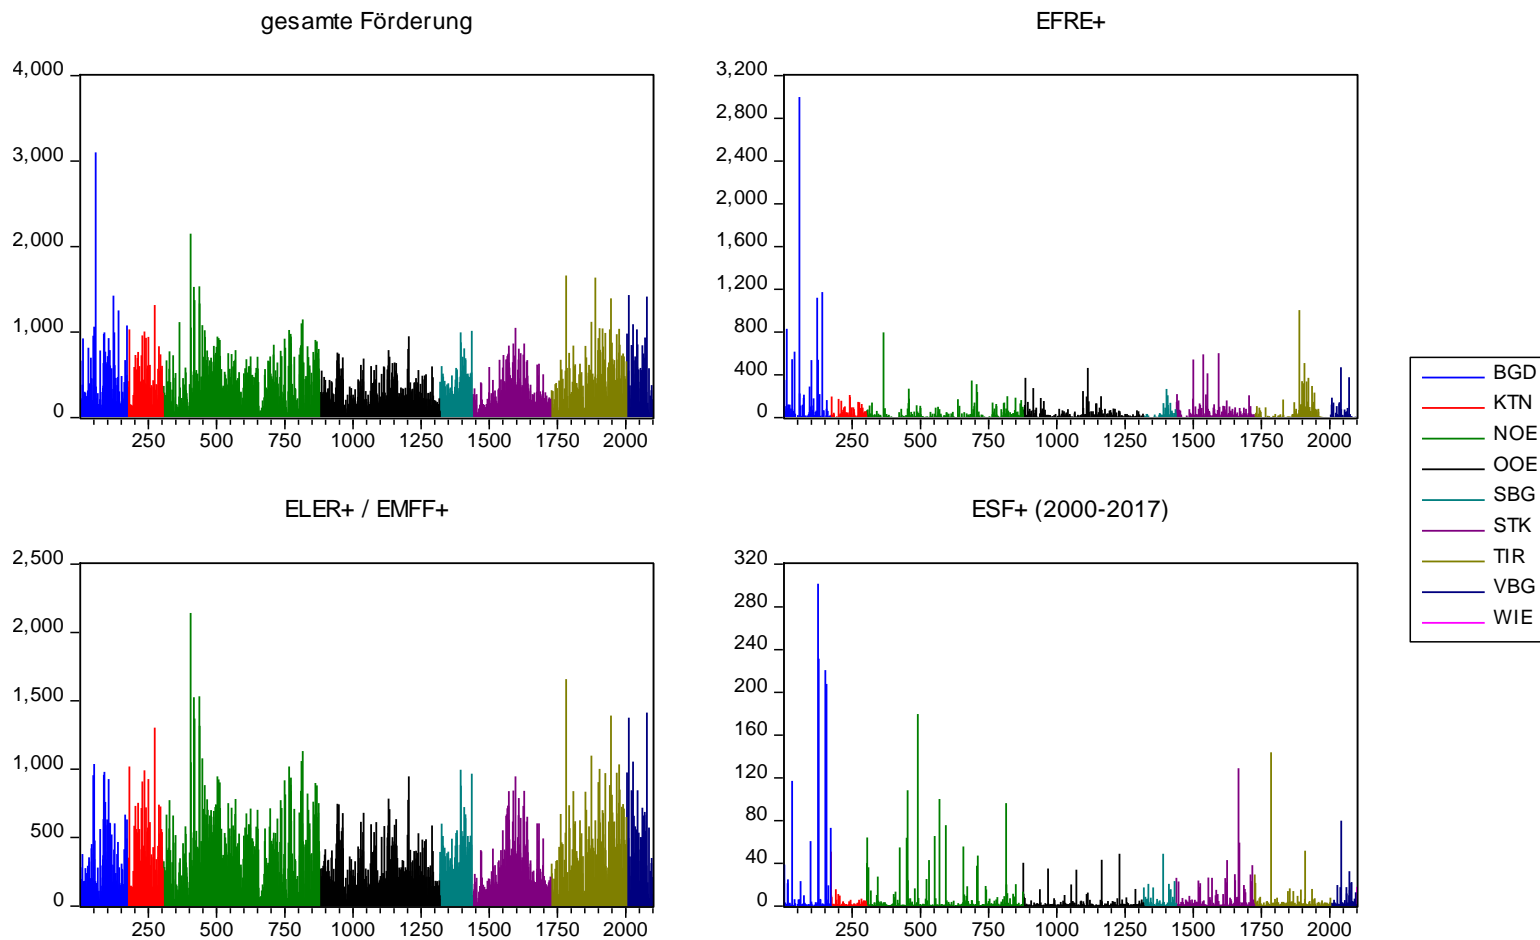 gesamte Förderung
4,000
3,000
2,000
1,000
0
250 500 750 1000 1250 1500 1750 2000
EFRE+
3,200
2,800
2,400
2,000
1,600
1,200
800
400
0
250 500 750 1000 1250 1500 1750 2000
ELER+ / EMFF+
2,500
2,000
1,500
1,000
500
0
250 500 750 1000 1250 1500 1750 2000
ESF+ (2000-2017)
320
280
240
200
160
120
80
40
0
250 500 750 1000 1250 1500 1750 2000
BGD
KTN
NOE
OOE
SBG
STK
TIR
VBG
WIE